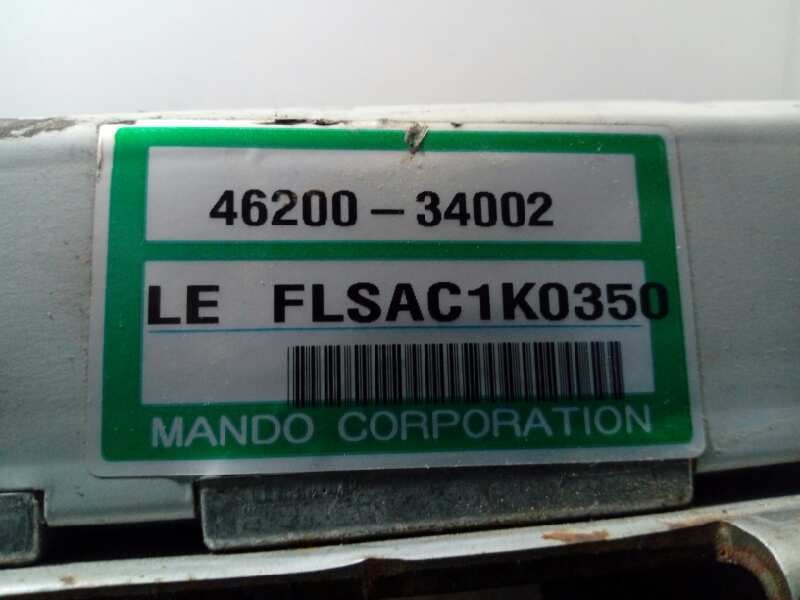 46200-34002
LE FLSAC1K0350
MANDO CORPORATION